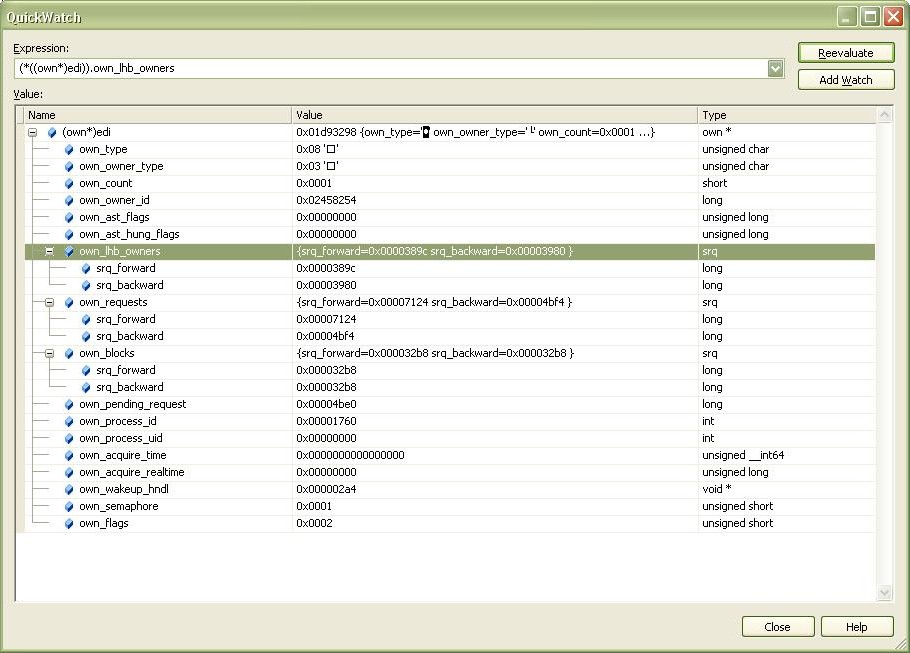 QuickWatch
Expression:
Reevaluate
(*((own*)edi)).own_lhb_owners
Add Watch
Value:
Name Value Type
(own*)edi 0x01d93298 {own_type='◘' own_owner_type='└' own_count=0x0001 ...} own *
own_type 0x08 '□' unsigned char
own_owner_type 0x03 '□' unsigned char
own_count 0x0001 short
own_owner_id 0x02458254 long
own_ast_flags 0x00000000 unsigned long
own_ast_hung_flags 0x00000000 unsigned long
own_lhb_owners {srq_forward=0x0000389c srq_backward=0x00003980 } srq
srq_forward 0x0000389c long
srq_backward 0x00003980 long
own_requests {srq_forward=0x00007124 srq_backward=0x00004bf4 } srq
srq_forward 0x00007124 long
srq_backward 0x00004bf4 long
own_blocks {srq_forward=0x000032b8 srq_backward=0x000032b8 } srq
srq_forward 0x000032b8 long
srq_backward 0x000032b8 long
own_pending_request 0x00004be0 long
own_process_id 0x00001760 int
own_process_uid 0x00000000 int
own_acquire_time 0x0000000000000000 unsigned __int64
own_acquire_realtime 0x00000000 unsigned long
own_wakeup_hndl 0x000002a4 void *
own_semaphore 0x0001 unsigned short
own_flags 0x0002 unsigned short
Close Help